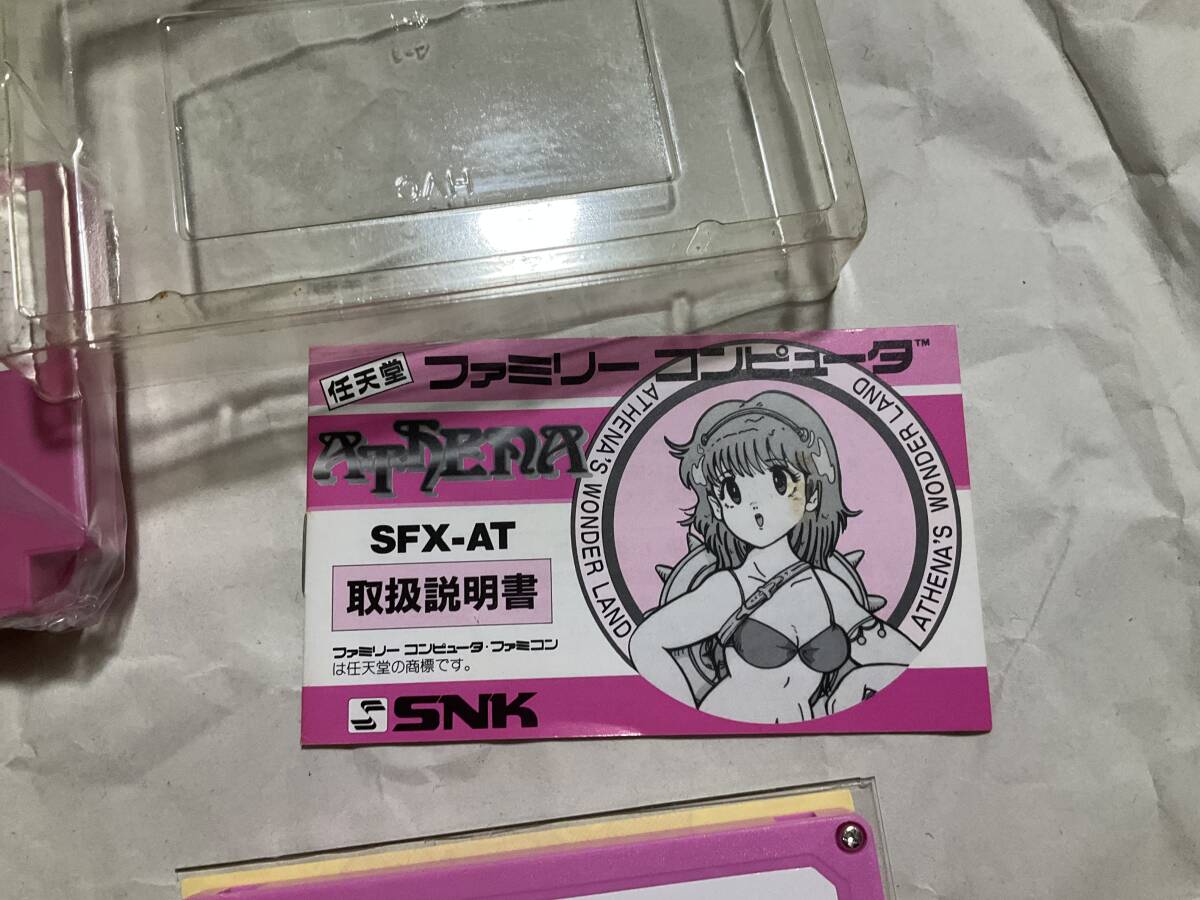 HVC
任天堂 ファミリー コンピュータ™
ATHENA
ATHENA'S WONDER LAND
ATHENA'S WONDER LAND
SFX-AT
取扱説明書
ファミリー コンピュータ・ファミコン
は任天堂の商標です。
SNK